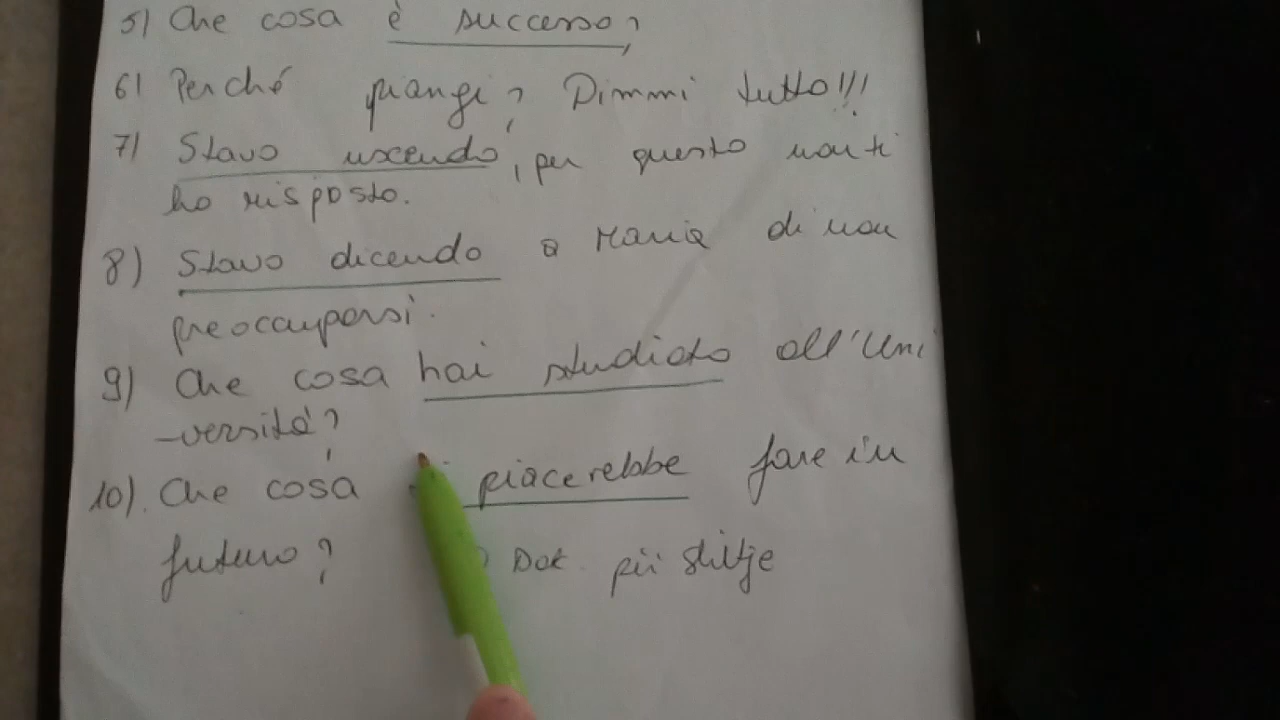 5) Che cosa è successo?
6) Perché piangi? Dimmi tutto!!!
7) Stavo uscendo, per questo non ti
ho risposto.
8) Stavo dicendo a Maria di non
preoccuparsi.
9) Che cosa hai studiato all'Uni
-versità?
10). Che cosa piacerebbe fare in
futuro?